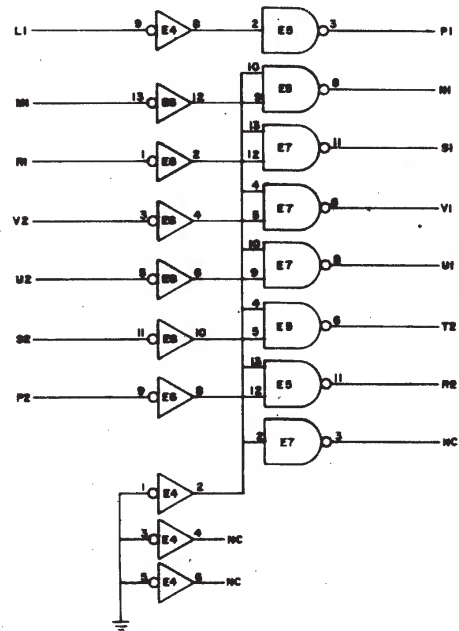 L1 9 E4 8 2 E5 3 P1
M1 13 E6 12 10 9 E5 8 N1
R1 1 E6 2 13 12 E7 11 S1
V2 3 E6 4 4 5 E7 6 V1
U2 5 E6 6 10 9 E7 8 U1
S2 11 E6 10 4 5 E5 6 T2
P2 9 E6 8 13 12 E5 11 R2
2 E7 3 NC
1 E4 2
3 E4 4 NC
5 E4 6 NC